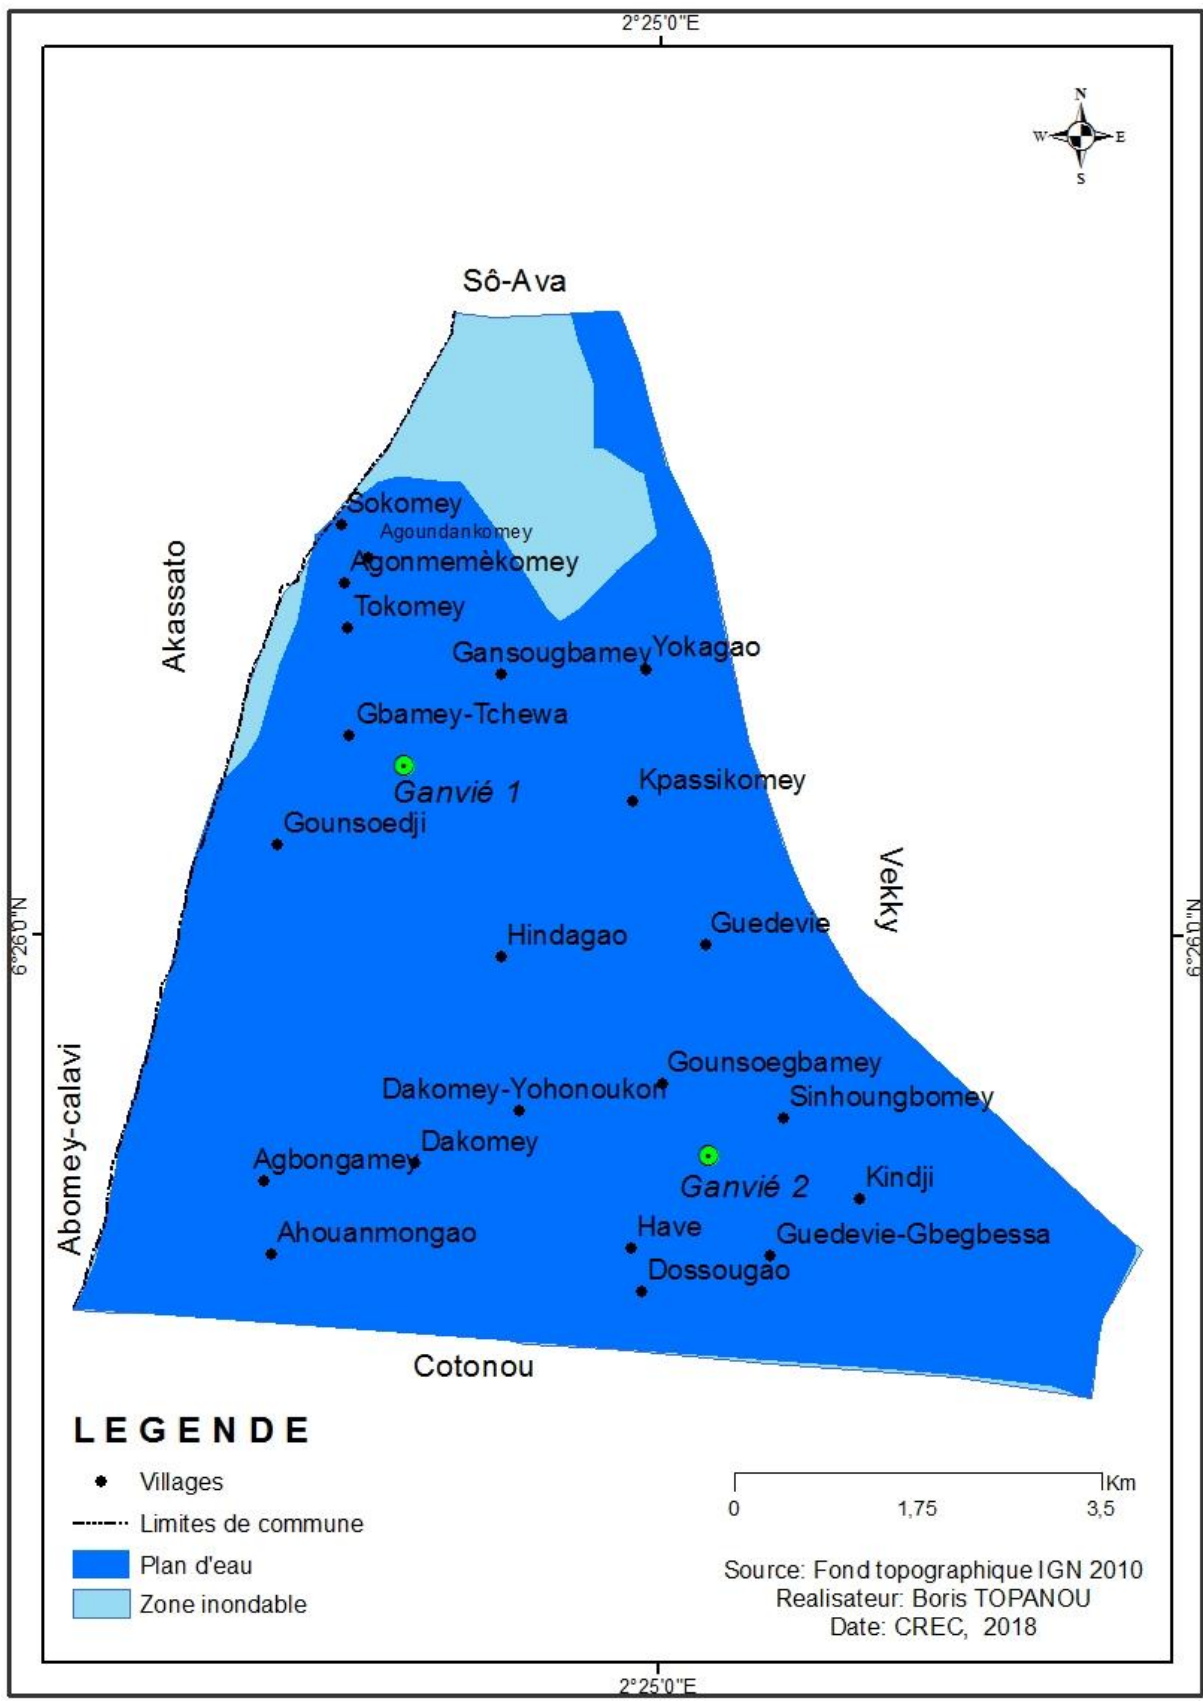 2°25'0"E
N
W E
S
Sô-Ava
Sokomey
Agoundankomey
Agonmemèkomey
Tokomey
Akassato
Gansougbamey
Yokagao
Gbamey-Tchewa
Ganvié 1
Kpassikomey
Gounsoedji
Vekky
6°26'0"N
6°26'0"N
Hindagao
Guedevie
Gounsoegbamey
Dakomey-Yohonoukon
Sinhoungbomey
Abomey-calavi
Dakomey
Agbongamey
Ganvié 2
Kindji
Ahouanmongao
Have
Guedevie-Gbegbessa
Dossougao
Cotonou
LEGENDE
Villages
Limites de commune
Plan d'eau
Zone inondable
Km
0 1,75 3,5
Source: Fond topographique IGN 2010
Realisateur: Boris TOPANOU
Date: CREC, 2018
2°25'0"E